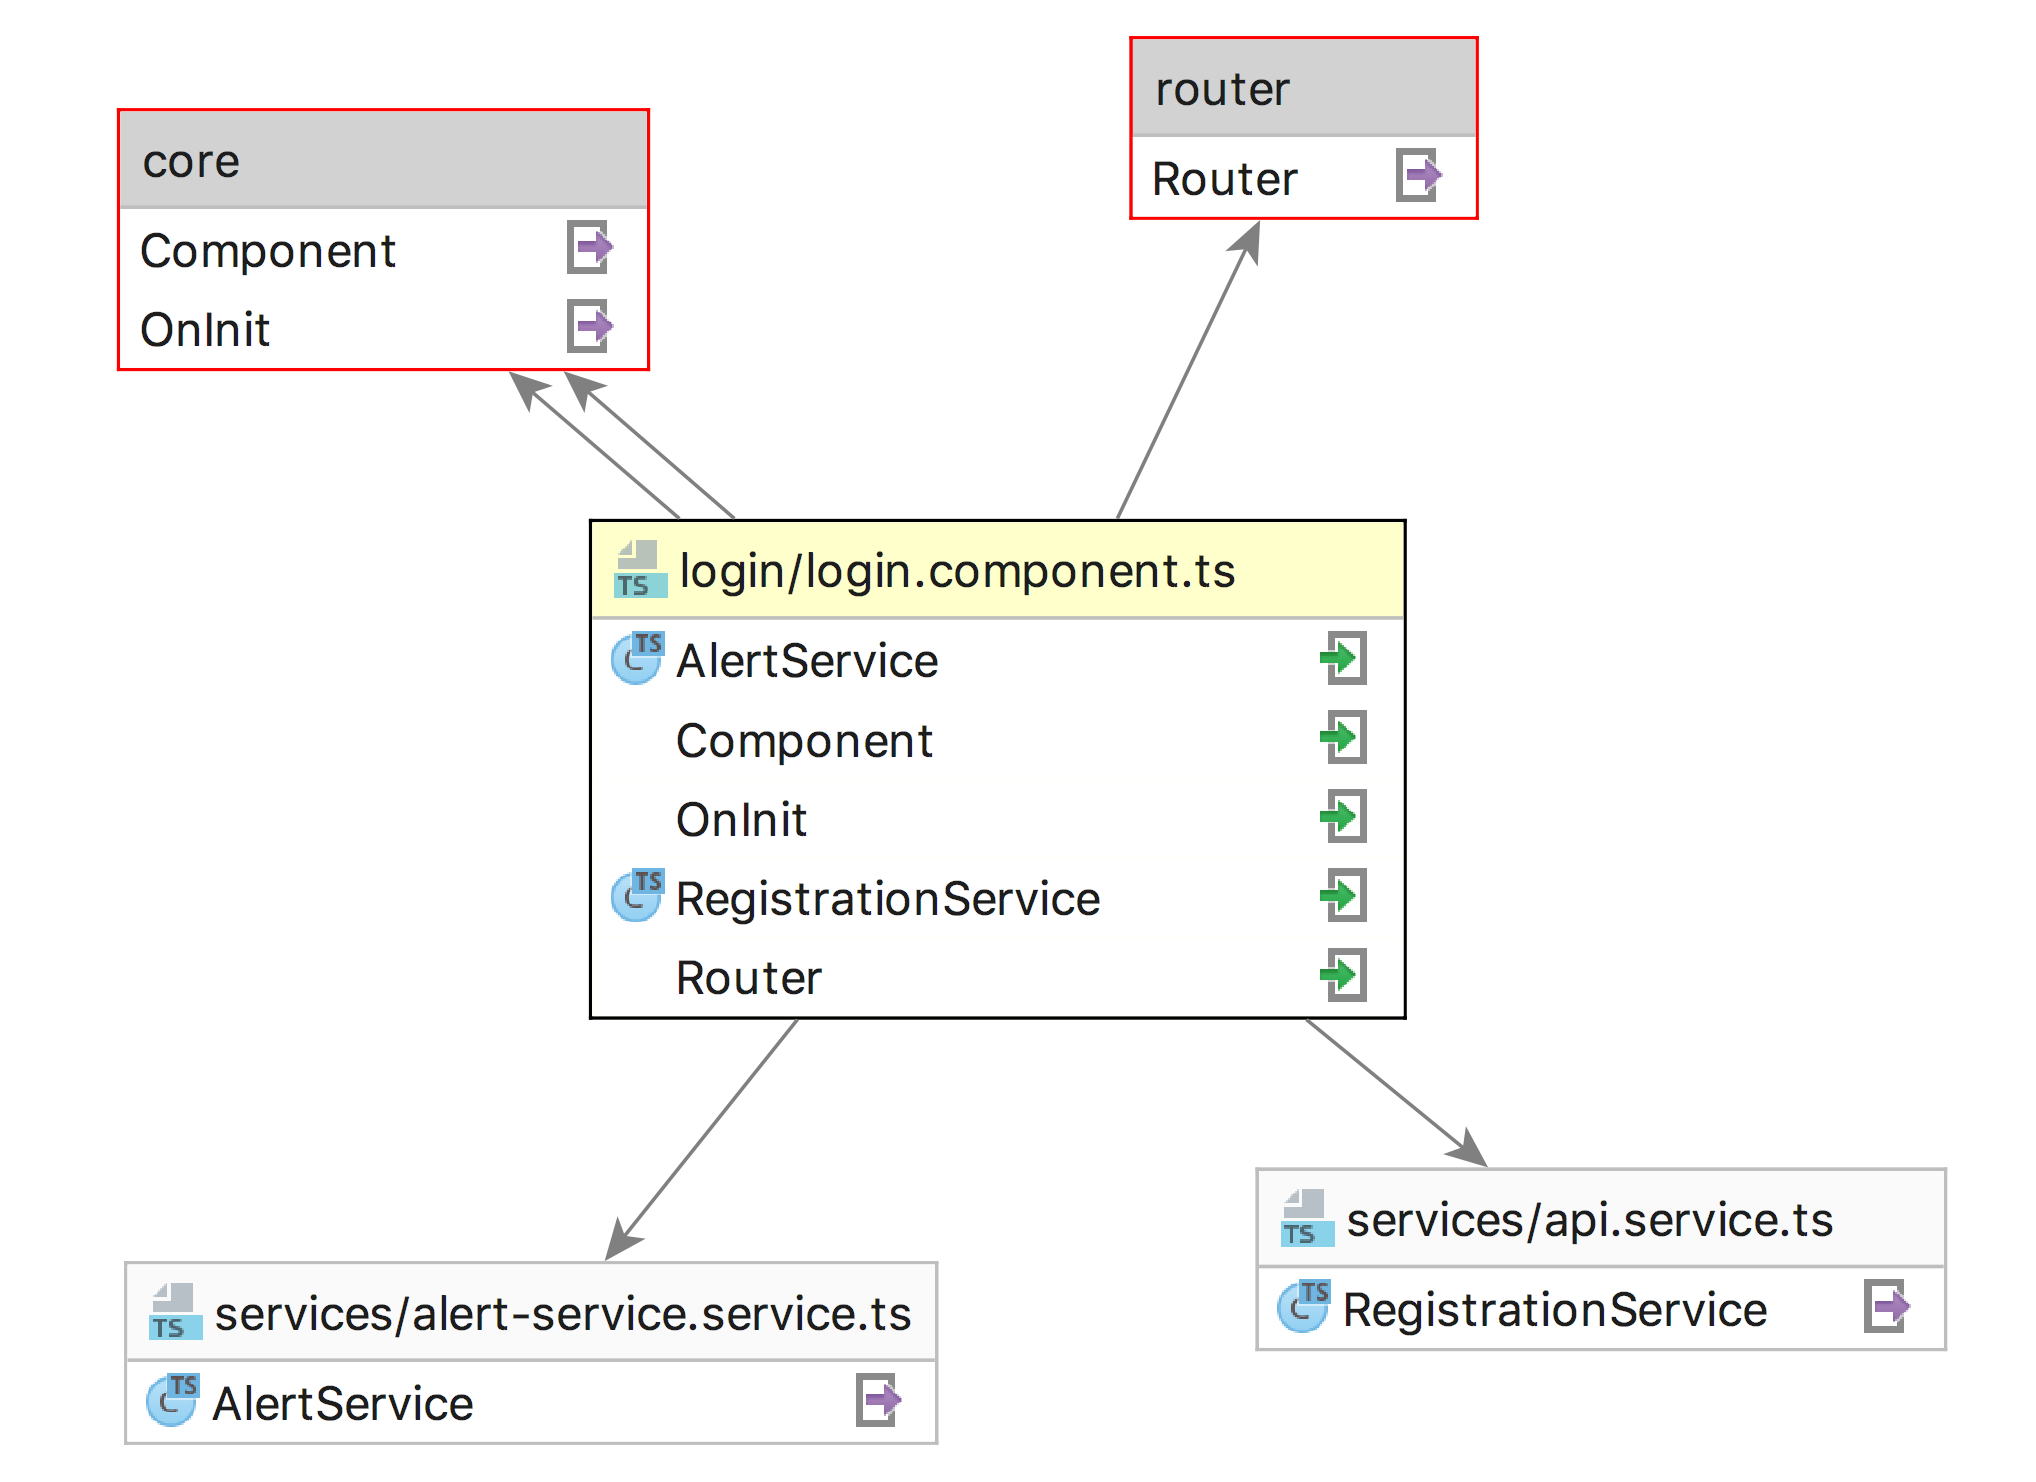 router
Router
core
Component
OnInit
TS login/login.component.ts
C TS AlertService
Component
OnInit
C TS RegistrationService
Router
TS services/api.service.ts
C TS RegistrationService
TS services/alert-service.service.ts
C TS AlertService